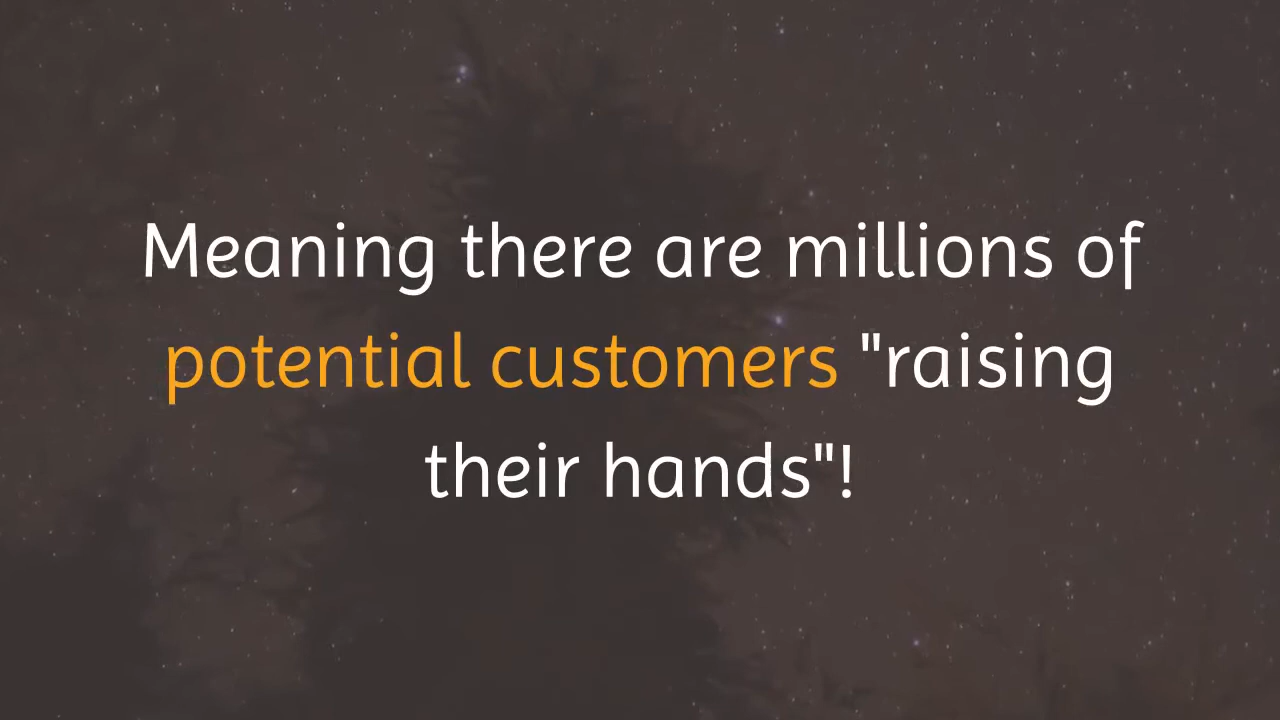 Meaning there are millions of
potential customers "raising
their hands"!